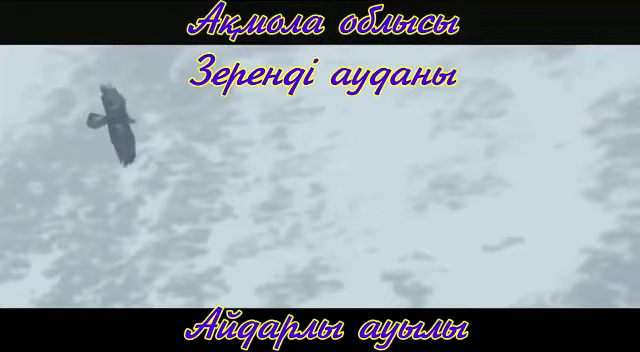 Ақмола облысы
Зеренді ауданы
Айдарлы ауылы